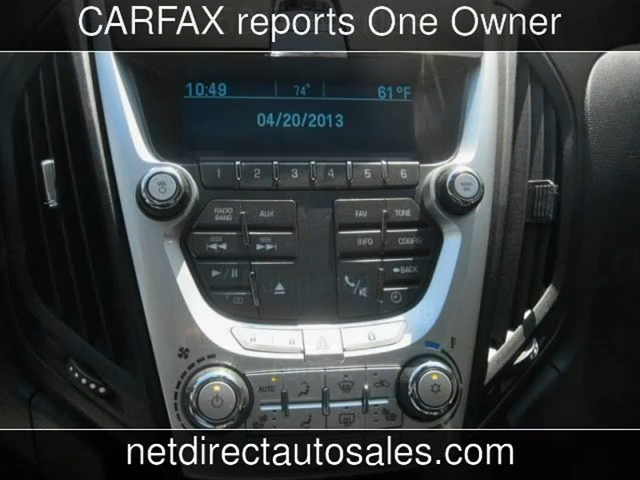 CARFAX reports One Owner
10:49 74° 61°F
04/20/2013
1 2 3 4 5 6
VOL
RADIO BAND AUX FAV TONE
INFO CONFIG
BACK
AUTO
netdirectautosales.com